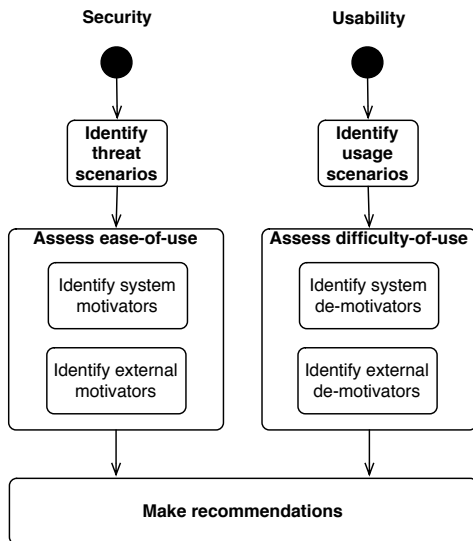 Security
Usability
Identify
threat
scenarios
Identify
usage
scenarios
Assess ease-of-use
Identify system
motivators
Identify external
motivators
Assess difficulty-of-use
Identify system
de-motivators
Identify external
de-motivators
Make recommendations